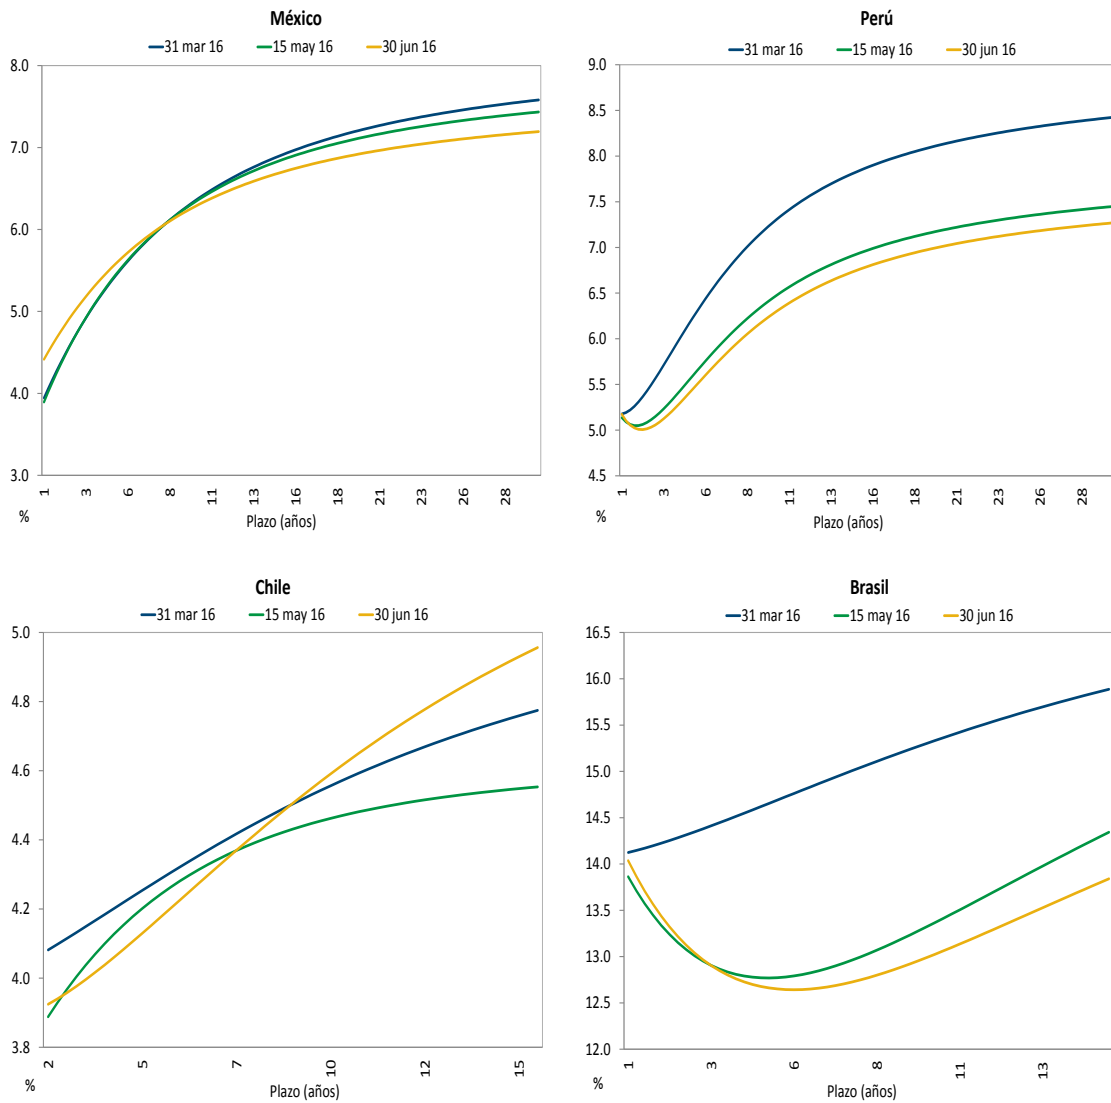 México
31 mar 16 15 may 16 30 jun 16
8.0
7.0
6.0
5.0
4.0
3.0
1 3 6 8 11 13 16 18 21 23 26 28
%
Plazo (años)
Perú
31 mar 16 15 may 16 30 jun 16
9.0
8.5
8.0
7.5
7.0
6.5
6.0
5.5
5.0
4.5
1 3 6 8 11 13 16 18 21 23 26 28
%
Plazo (años)
Chile
31 mar 16 15 may 16 30 jun 16
5.0
4.8
4.6
4.4
4.2
4.0
3.8
2 5 7 10 12 15
%
Plazo (años)
Brasil
31 mar 16 15 may 16 30 jun 16
16.5
16.0
15.5
15.0
14.5
14.0
13.5
13.0
12.5
12.0
1 3 6 8 11 13
%
Plazo (años)